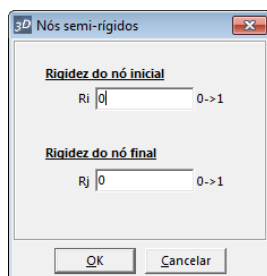 3D Nós semi-rígidos
Rigidez do nó inicial
Ri 0 0->1
Rigidez do nó final
Rj 0 0->1
OK Cancelar